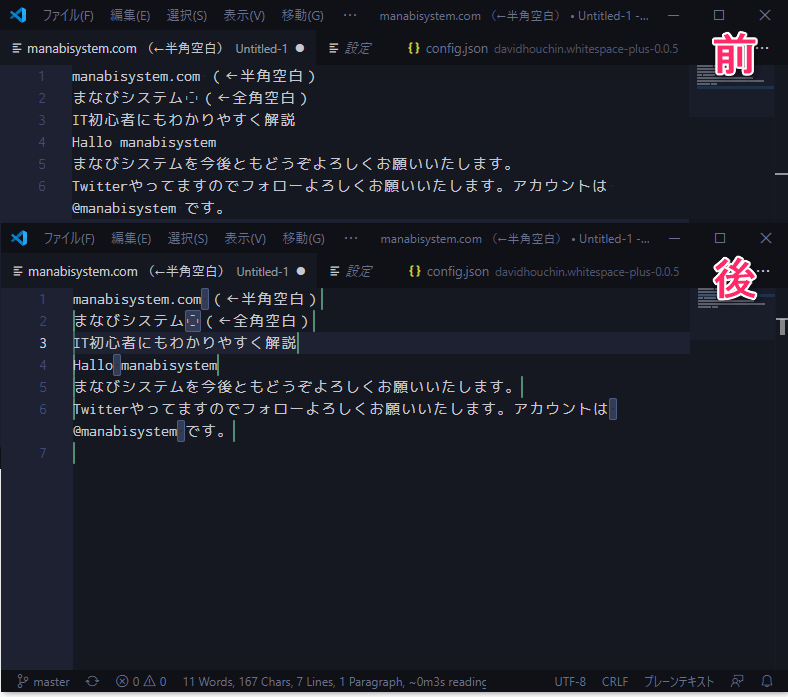 ファイル(F) 編集(E) 選択(S) 表示(V) 移動(G) ··· manabisystem.com （←半角空白） • Untitled-1 -...
manabisystem.com （←半角空白） Untitled-1 ● 設定 {} config.json davidhouchin.whitespace-plus-0.0.5 ···
前
1 manabisystem.com （←半角空白）
2 まなびシステム　（←全角空白）
3 IT初心者にもわかりやすく解説
4 Hallo manabisystem
5 まなびシステムを今後ともどうぞよろしくお願いいたします。
6 Twitterやってますのでフォローよろしくお願いいたします。アカウントは
@manabisystem です。
ファイル(F) 編集(E) 選択(S) 表示(V) 移動(G) ··· manabisystem.com （←半角空白） • Untitled-1 -...
manabisystem.com （←半角空白） Untitled-1 ● 設定 {} config.json davidhouchin.whitespace-plus-0.0.5 ···
後
1 manabisystem.com （←半角空白）
2 まなびシステム　（←全角空白）
3 IT初心者にもわかりやすく解説
4 Hallo manabisystem
5 まなびシステムを今後ともどうぞよろしくお願いいたします。
6 Twitterやってますのでフォローよろしくお願いいたします。アカウントは
@manabisystem です。
7
master 0 0 11 Words, 167 Chars, 7 Lines, 1 Paragraph, ~0m3s reading UTF-8 CRLF プレーンテキスト